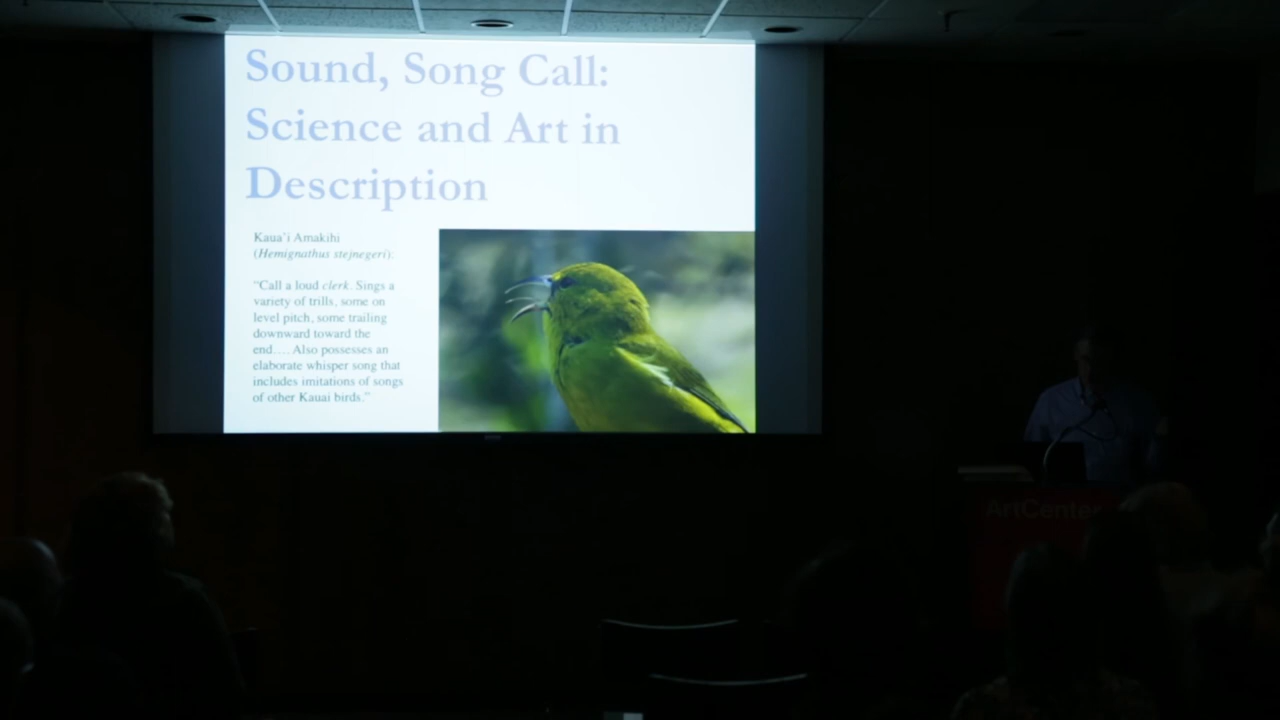 Sound, Song Call:
Science and Art in
Description
Kaua'i Amakihi
(Hemignathus stejnegeri):
"Call a loud clerk. Sings a
variety of trills, some on
level pitch, some trailing
downward toward the
end.... Also possesses an
elaborate whisper song that
includes imitations of songs
of other Kauai birds."
ArtCenter